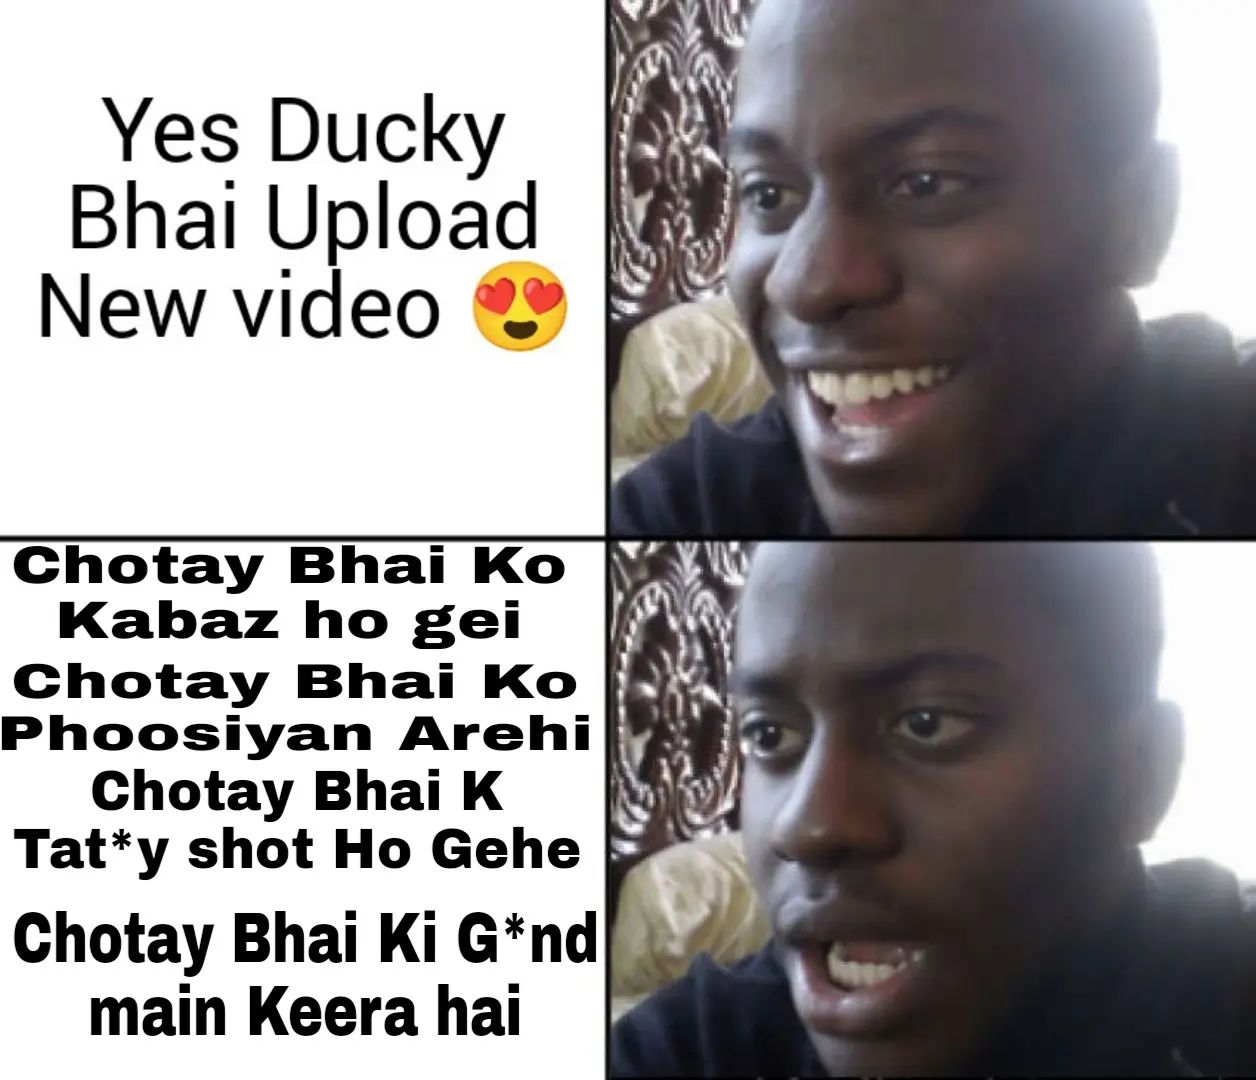 Yes Ducky
Bhai Upload
New video 😍
Chotay Bhai Ko
Kabaz ho gei
Chotay Bhai Ko
Phoosiyan Arehi
Chotay Bhai K
Tat*y shot Ho Gehe
Chotay Bhai Ki G*nd
main Keera hai